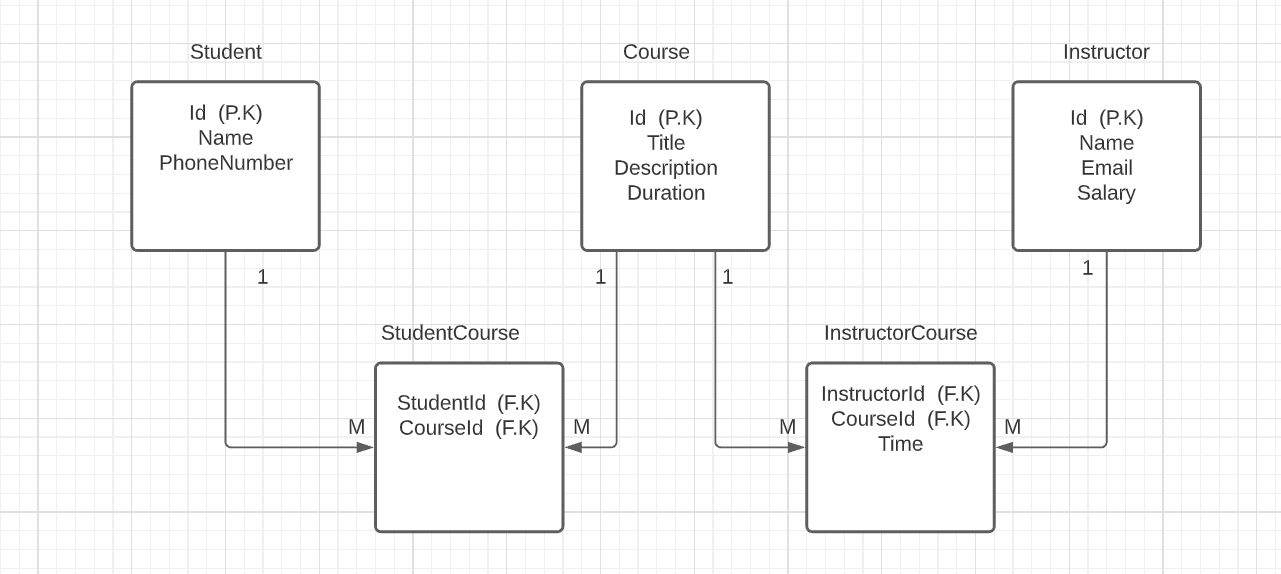 Student
Course
Instructor
Id (P.K)
Name
PhoneNumber
Id (P.K)
Title
Description
Duration
Id (P.K)
Name
Email
Salary
1
1
1
1
StudentCourse
InstructorCourse
StudentId (F.K)
CourseId (F.K)
InstructorId (F.K)
CourseId (F.K)
Time
M
M
M
M